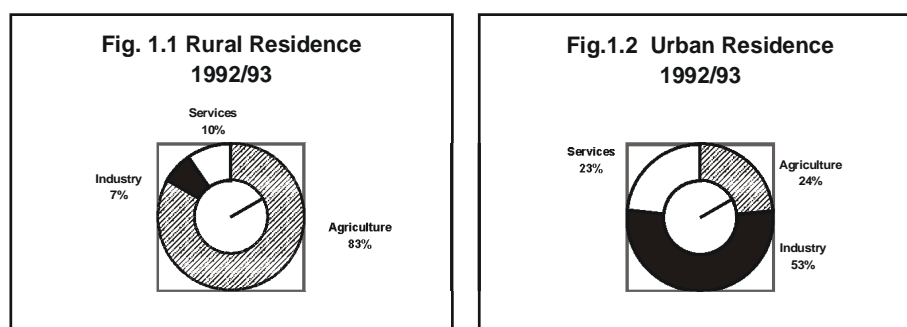 Fig. 1.1 Rural Residence
1992/93
Services
10%
Industry
7%
Agriculture
83%
Fig.1.2 Urban Residence
1992/93
Services
23%
Agriculture
24%
Industry
53%